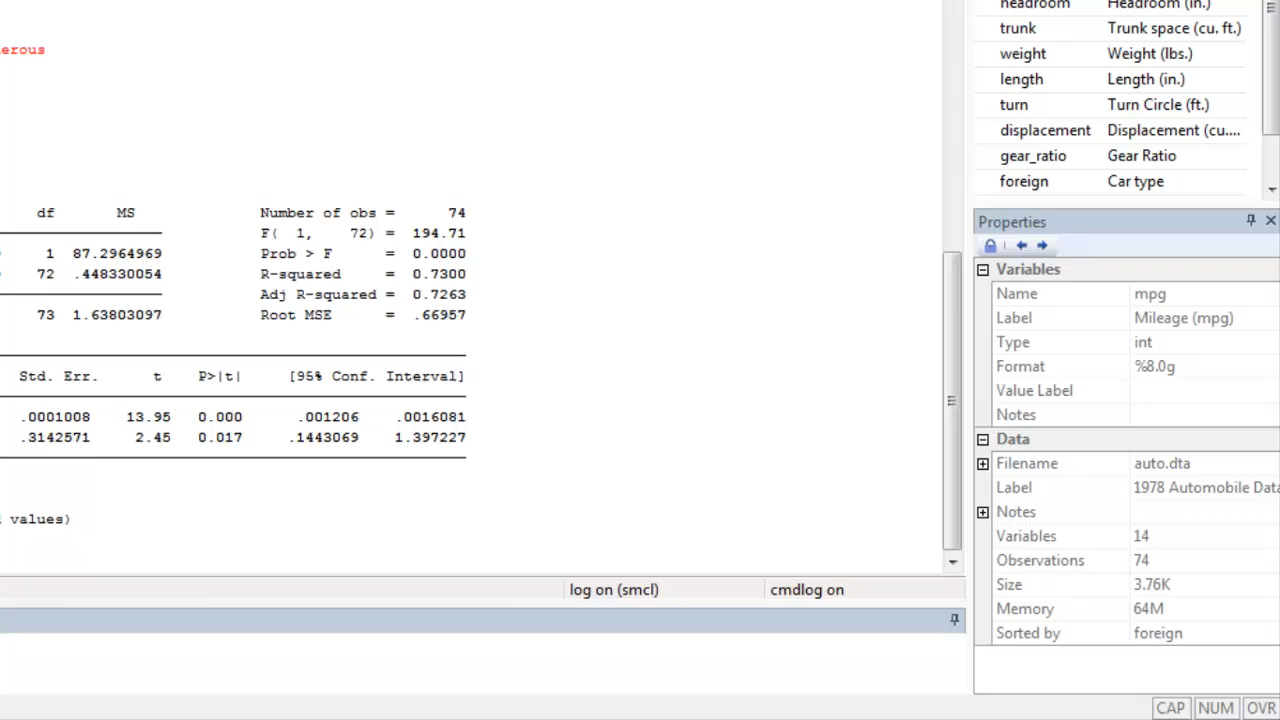 erous
df MS Number of obs = 74
F( 1, 72) = 194.71
1 87.2964969 Prob > F = 0.0000
72 .448330054 R-squared = 0.7300
Adj R-squared = 0.7263
73 1.63803097 Root MSE = .66957
Std. Err. t P>|t| [95% Conf. Interval]
.0001008 13.95 0.000 .001206 .0016081
.3142571 2.45 0.017 .1443069 1.397227
values)
log on (smcl) cmdlog on
headroom Headroom (in.)
trunk Trunk space (cu. ft.)
weight Weight (lbs.)
length Length (in.)
turn Turn Circle (ft.)
displacement Displacement (cu....
gear_ratio Gear Ratio
foreign Car type
Properties
Variables
Name mpg
Label Mileage (mpg)
Type int
Format %8.0g
Value Label
Notes
Data
Filename auto.dta
Label 1978 Automobile Data
Notes
Variables 14
Observations 74
Size 3.76K
Memory 64M
Sorted by foreign
CAP NUM OVR